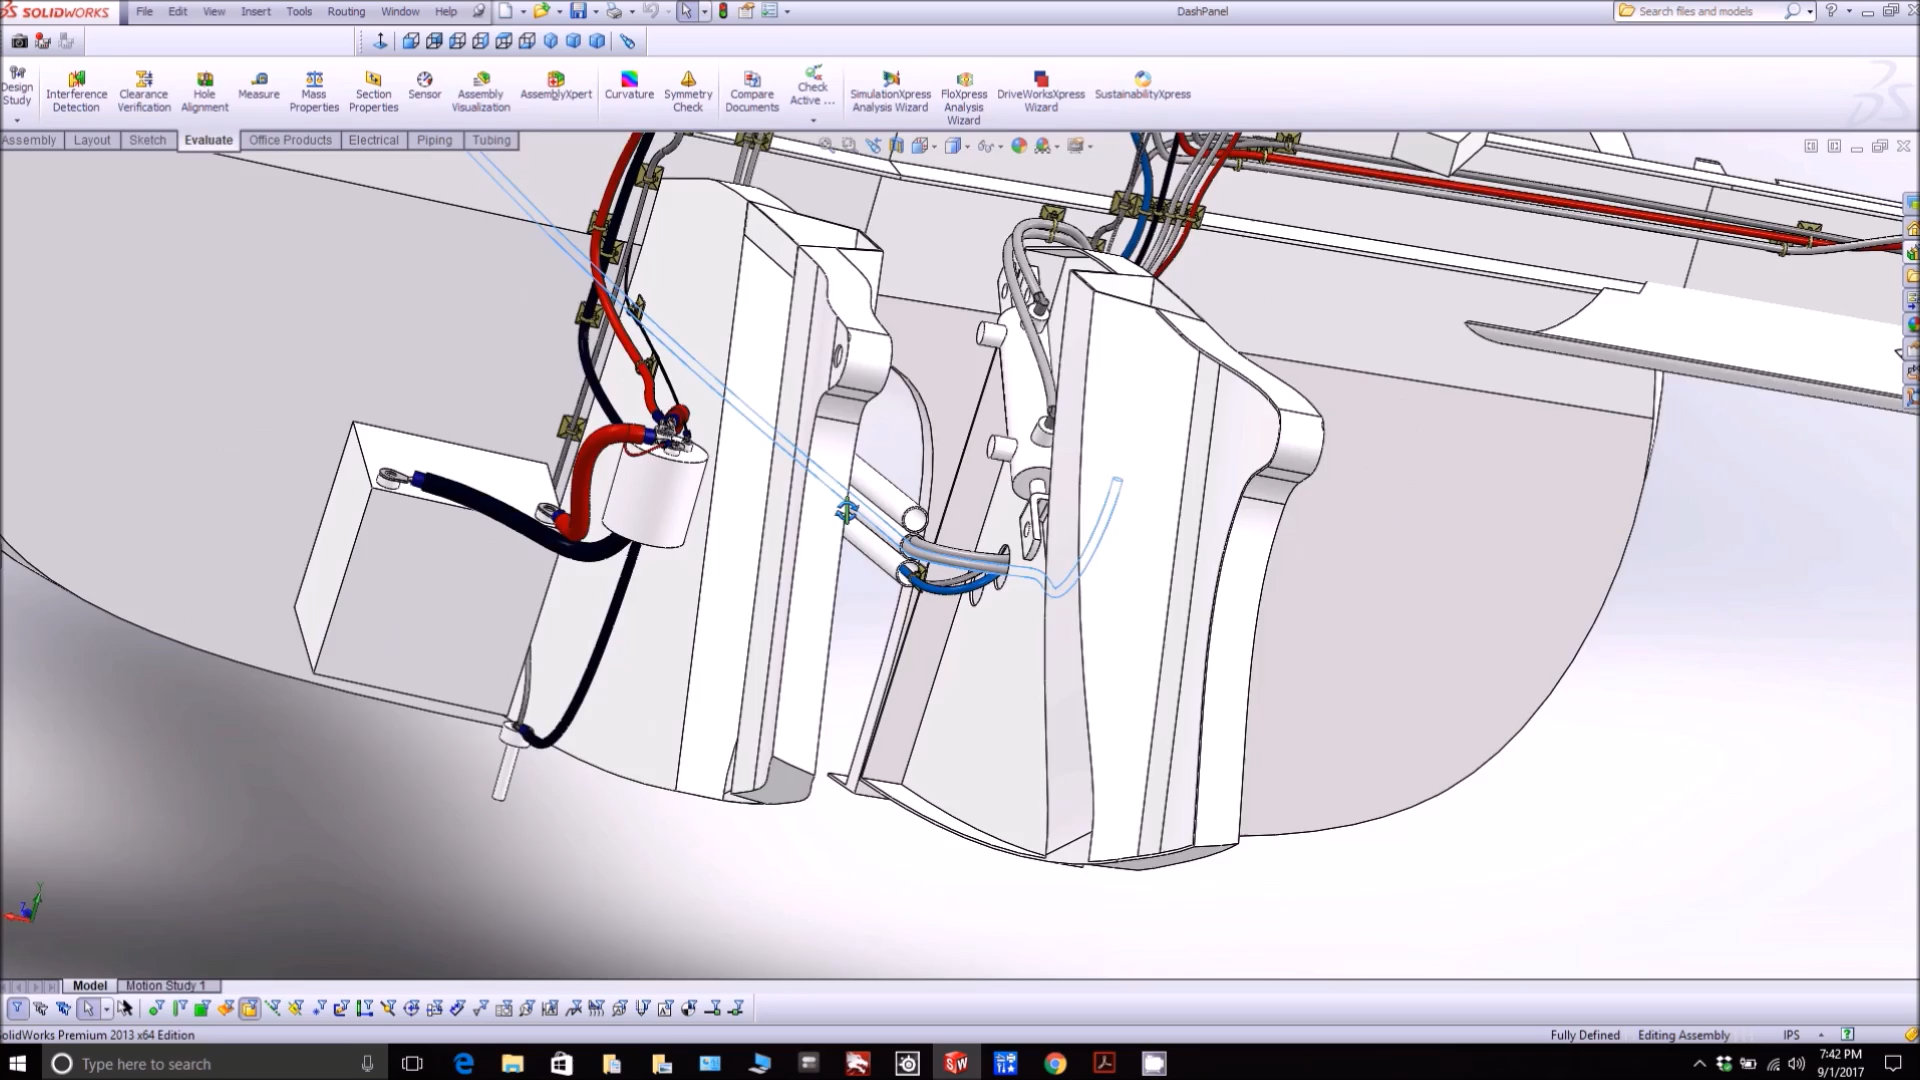 SOLIDWORKS File Edit View Insert Tools Routing Window Help DashPanel Search files and models
Design Study
Interference Detection
Clearance Verification
Hole Alignment
Measure
Mass Properties
Section Properties
Sensor
Assembly Visualization
AssemblyXpert
Curvature
Symmetry Check
Compare Documents
Check Active ...
SimulationXpress Analysis Wizard
FloXpress Analysis Wizard
DriveWorksXpress Wizard
SustainabilityXpress
Assembly Layout Sketch Evaluate Office Products Electrical Piping Tubing
Model Motion Study 1
olidWorks Premium 2013 x64 Edition Fully Defined Editing Assembly IPS
Type here to search
7:42 PM
9/1/2017